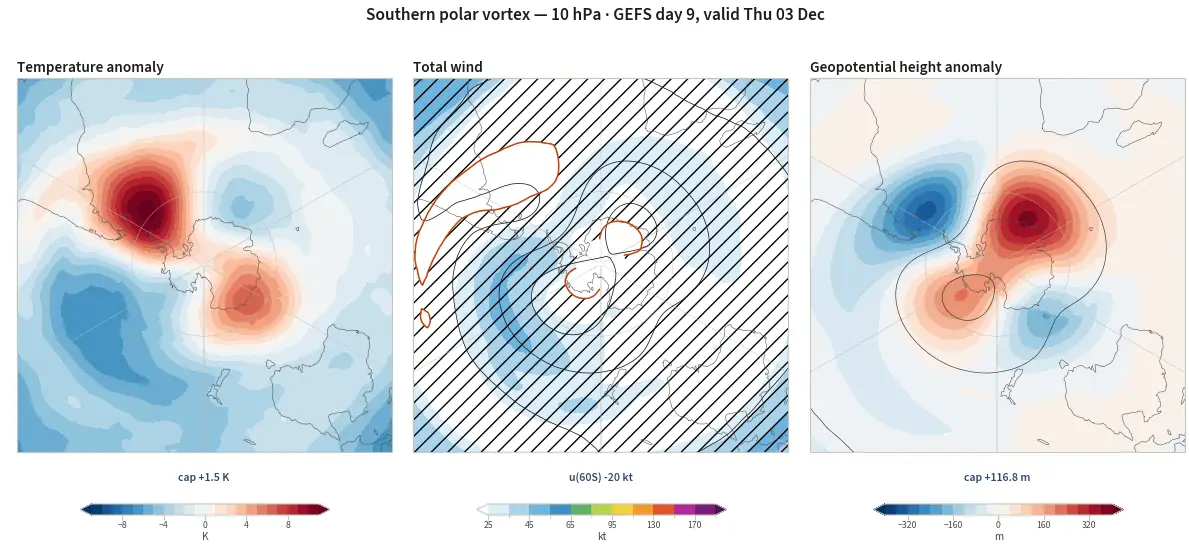 Southern polar vortex — 10 hPa · GEFS day 9, valid Thu 03 Dec
Temperature anomaly
Total wind
Geopotential height anomaly
cap +1.5 K
u(60S) -20 kt
cap +116.8 m
−8 −4 0 4 8
K
25 45 65 95 130 170
kt
−320 −160 0 160 320
m